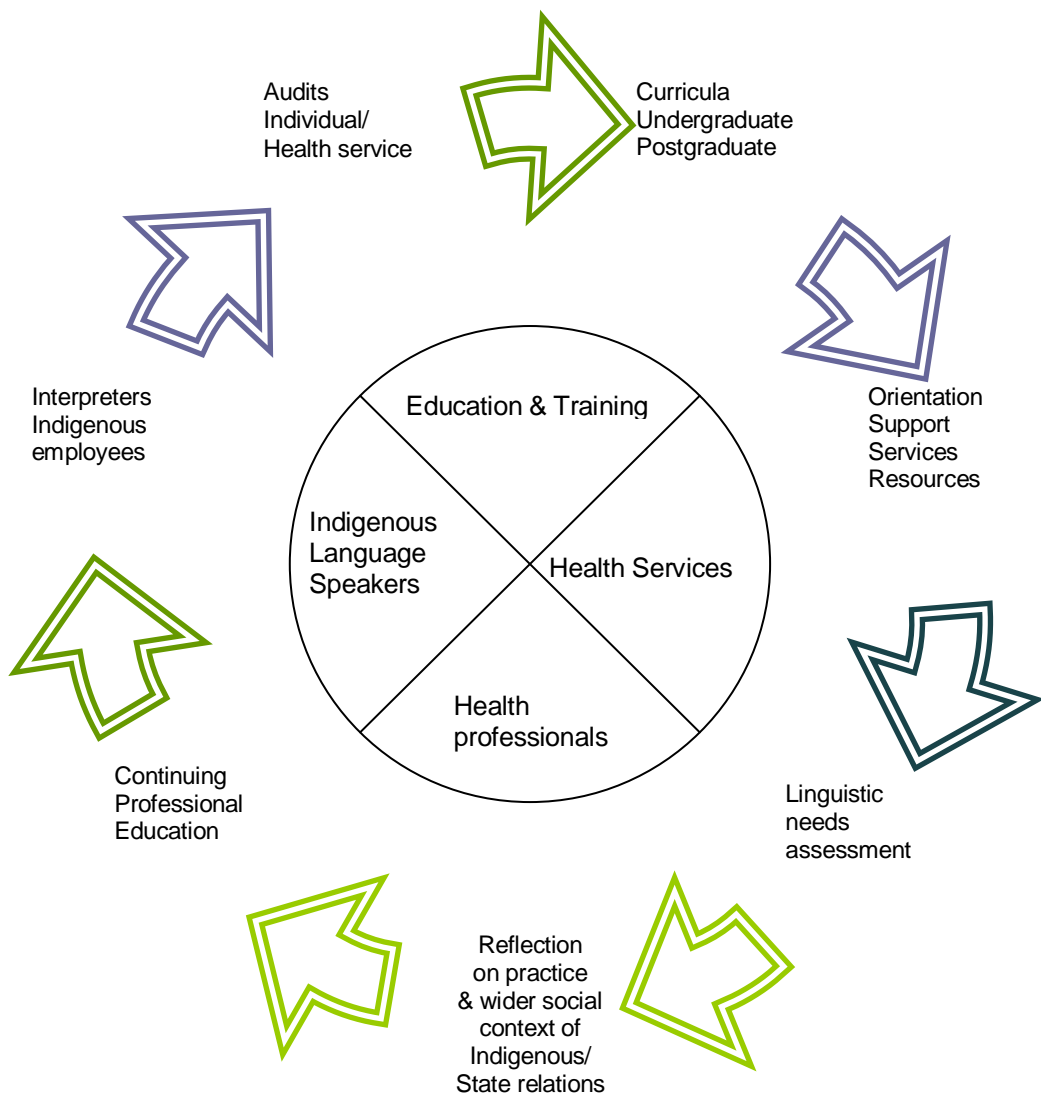 Audits
Individual/
Health service
Curricula
Undergraduate
Postgraduate
Interpreters
Indigenous
employees
Education & Training
Orientation
Support
Services
Resources
Indigenous
Language
Speakers
Health Services
Health
professionals
Continuing
Professional
Education
Linguistic
needs
assessment
Reflection
on practice
& wider social
context of
Indigenous/
State relations